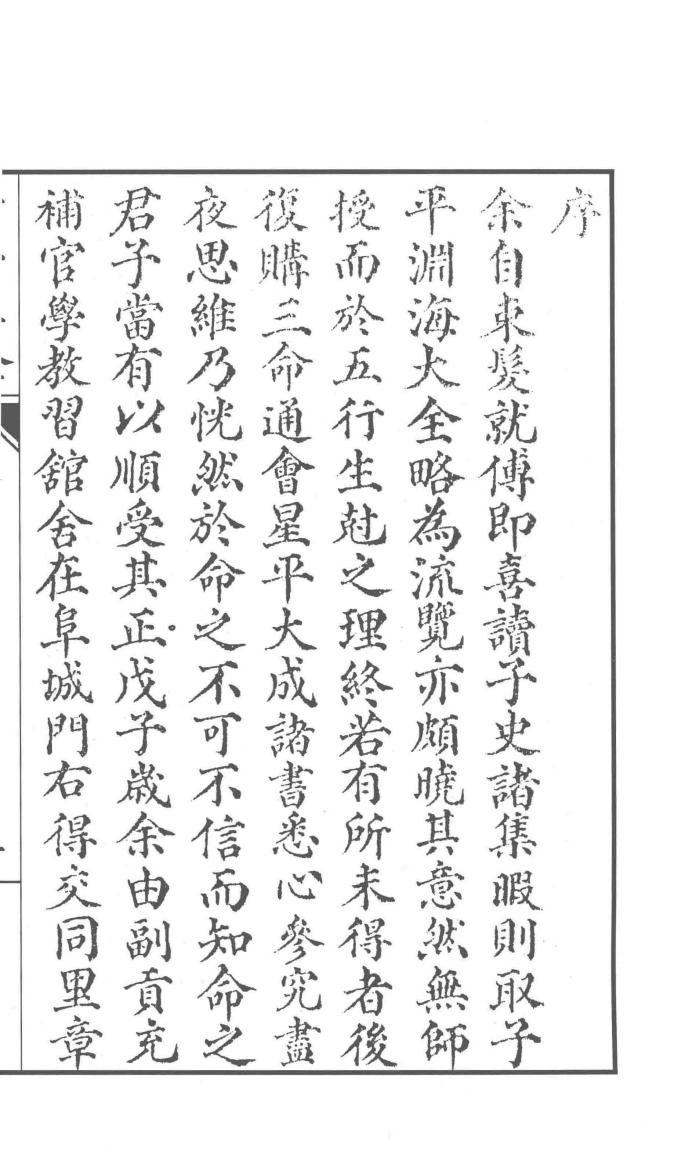 序
余自束髮就傅即喜讀子史諸集暇則取子
平淵海大全略為流覽亦頗曉其意然無師
授而於五行生尅之理終若有所未得者後
復購三命通會星平大成諸書悉心參究晝
夜思維乃恍然於命之不可不信而知命之
君子當有以順受其正戊子歲余由副貢充
補官學教習舘舍在阜城門右得交同里章